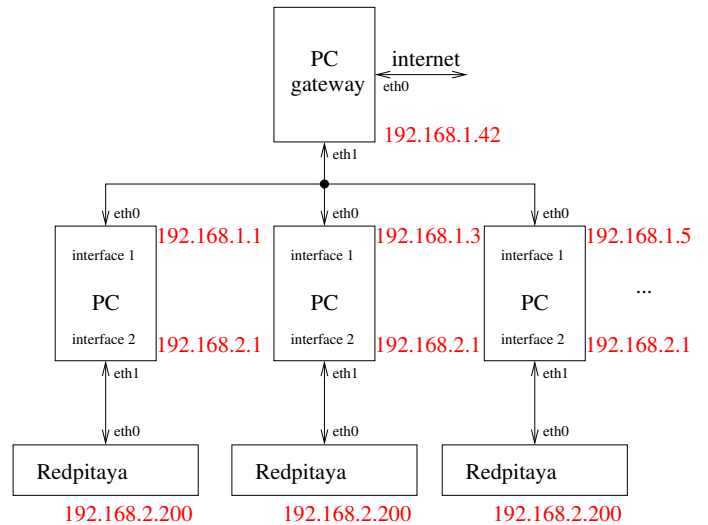 PC
gateway
internet
eth0
192.168.1.42
eth1
eth0
eth0
eth0
192.168.1.1
192.168.1.3
192.168.1.5
interface 1
interface 1
interface 1
PC
PC
PC
...
interface 2
interface 2
interface 2
192.168.2.1
192.168.2.1
192.168.2.1
eth1
eth1
eth1
eth0
eth0
eth0
Redpitaya
Redpitaya
Redpitaya
192.168.2.200
192.168.2.200
192.168.2.200